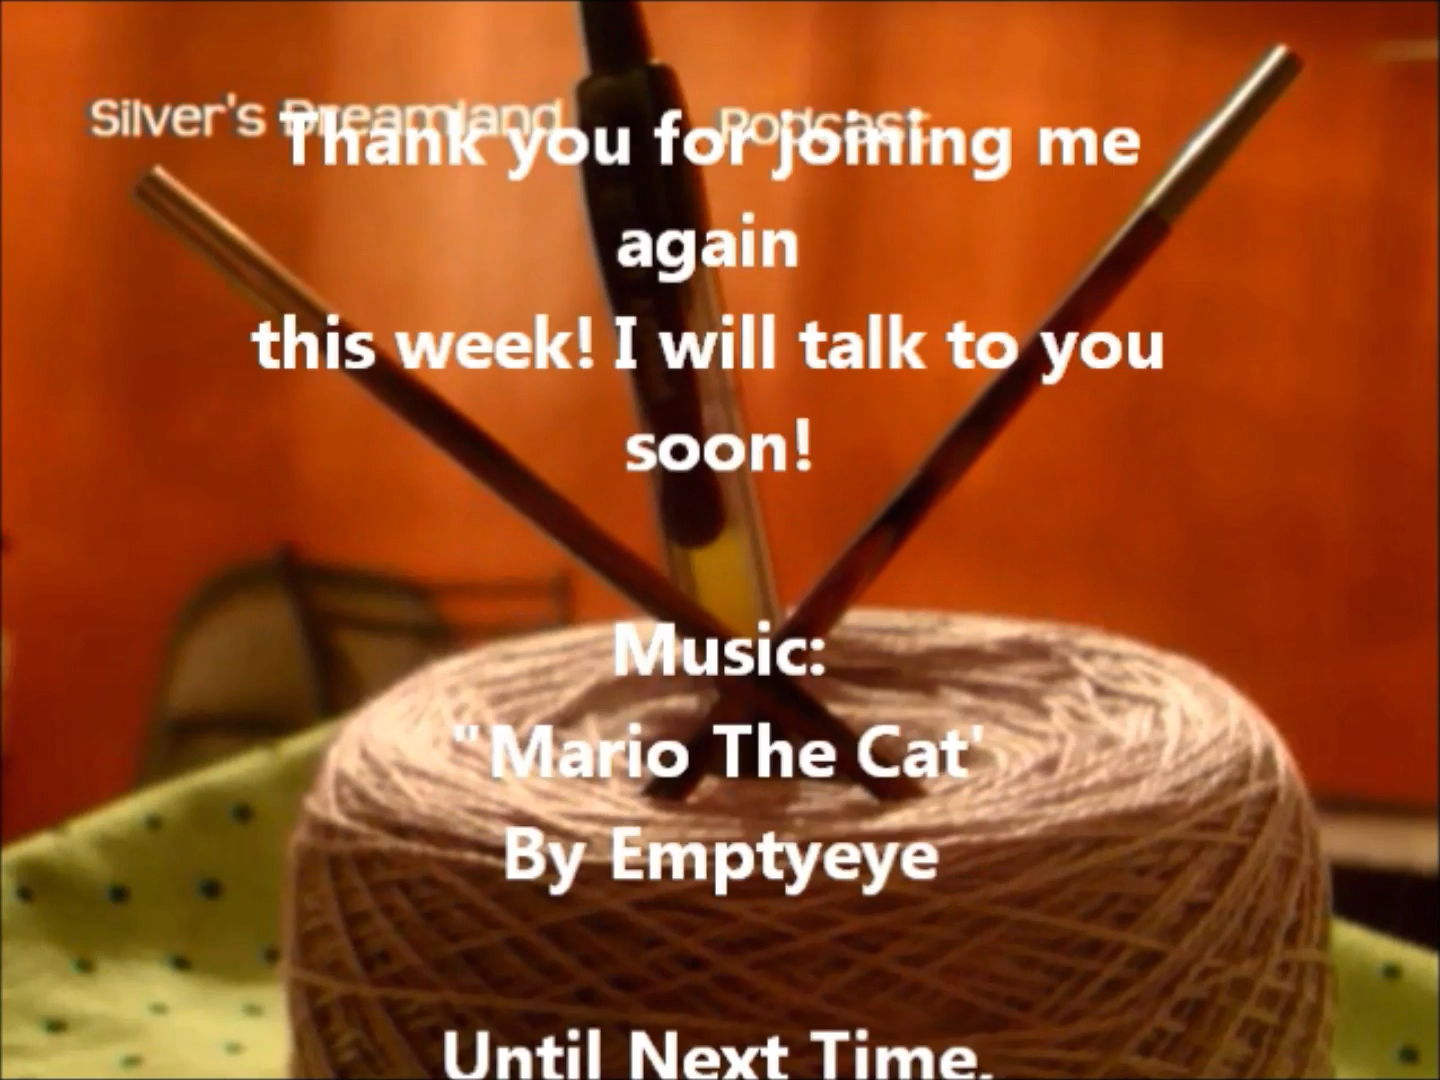 Silver's Dreamland Podcast
Thank you for joining me
again
this week! I will talk to you
soon!
Music:
"Mario The Cat'
By Emptyeye
Until Next Time,